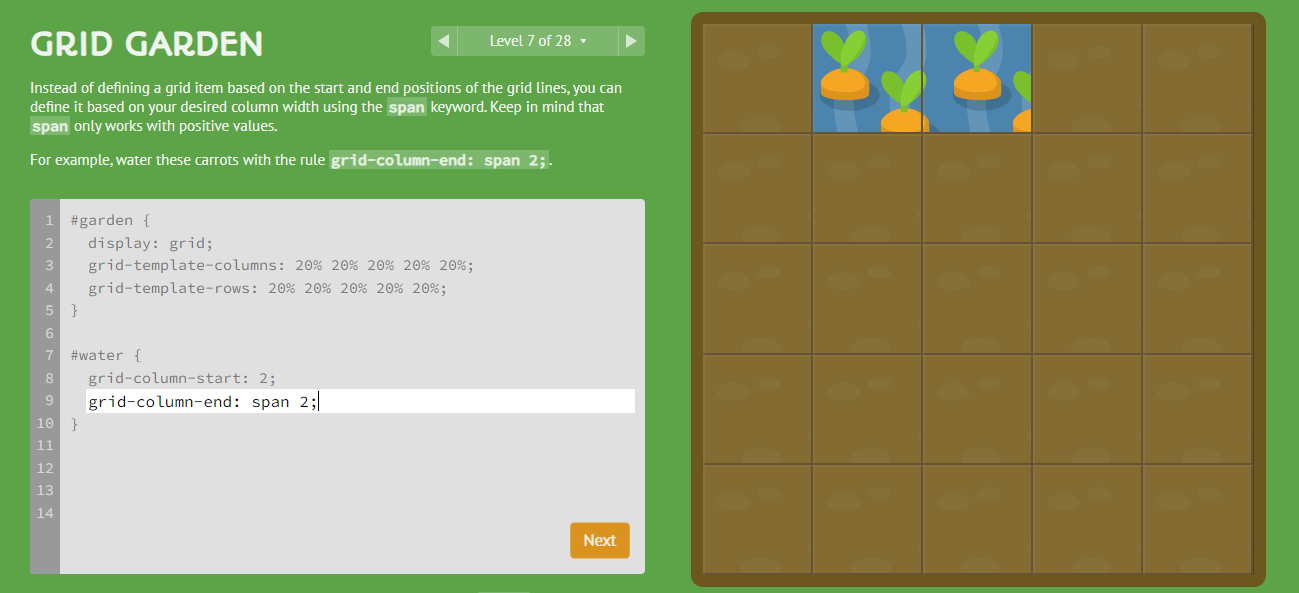 GRID GARDEN
◀ Level 7 of 28 ▾ ▶
Instead of defining a grid item based on the start and end positions of the grid lines, you can
define it based on your desired column width using the span keyword. Keep in mind that
span only works with positive values.
For example, water these carrots with the rule grid-column-end: span 2;.
1 #garden {
2 display: grid;
3 grid-template-columns: 20% 20% 20% 20% 20%;
4 grid-template-rows: 20% 20% 20% 20% 20%;
5 }
6
7 #water {
8 grid-column-start: 2;
9 grid-column-end: span 2;
10 }
11
12
13
14
Next